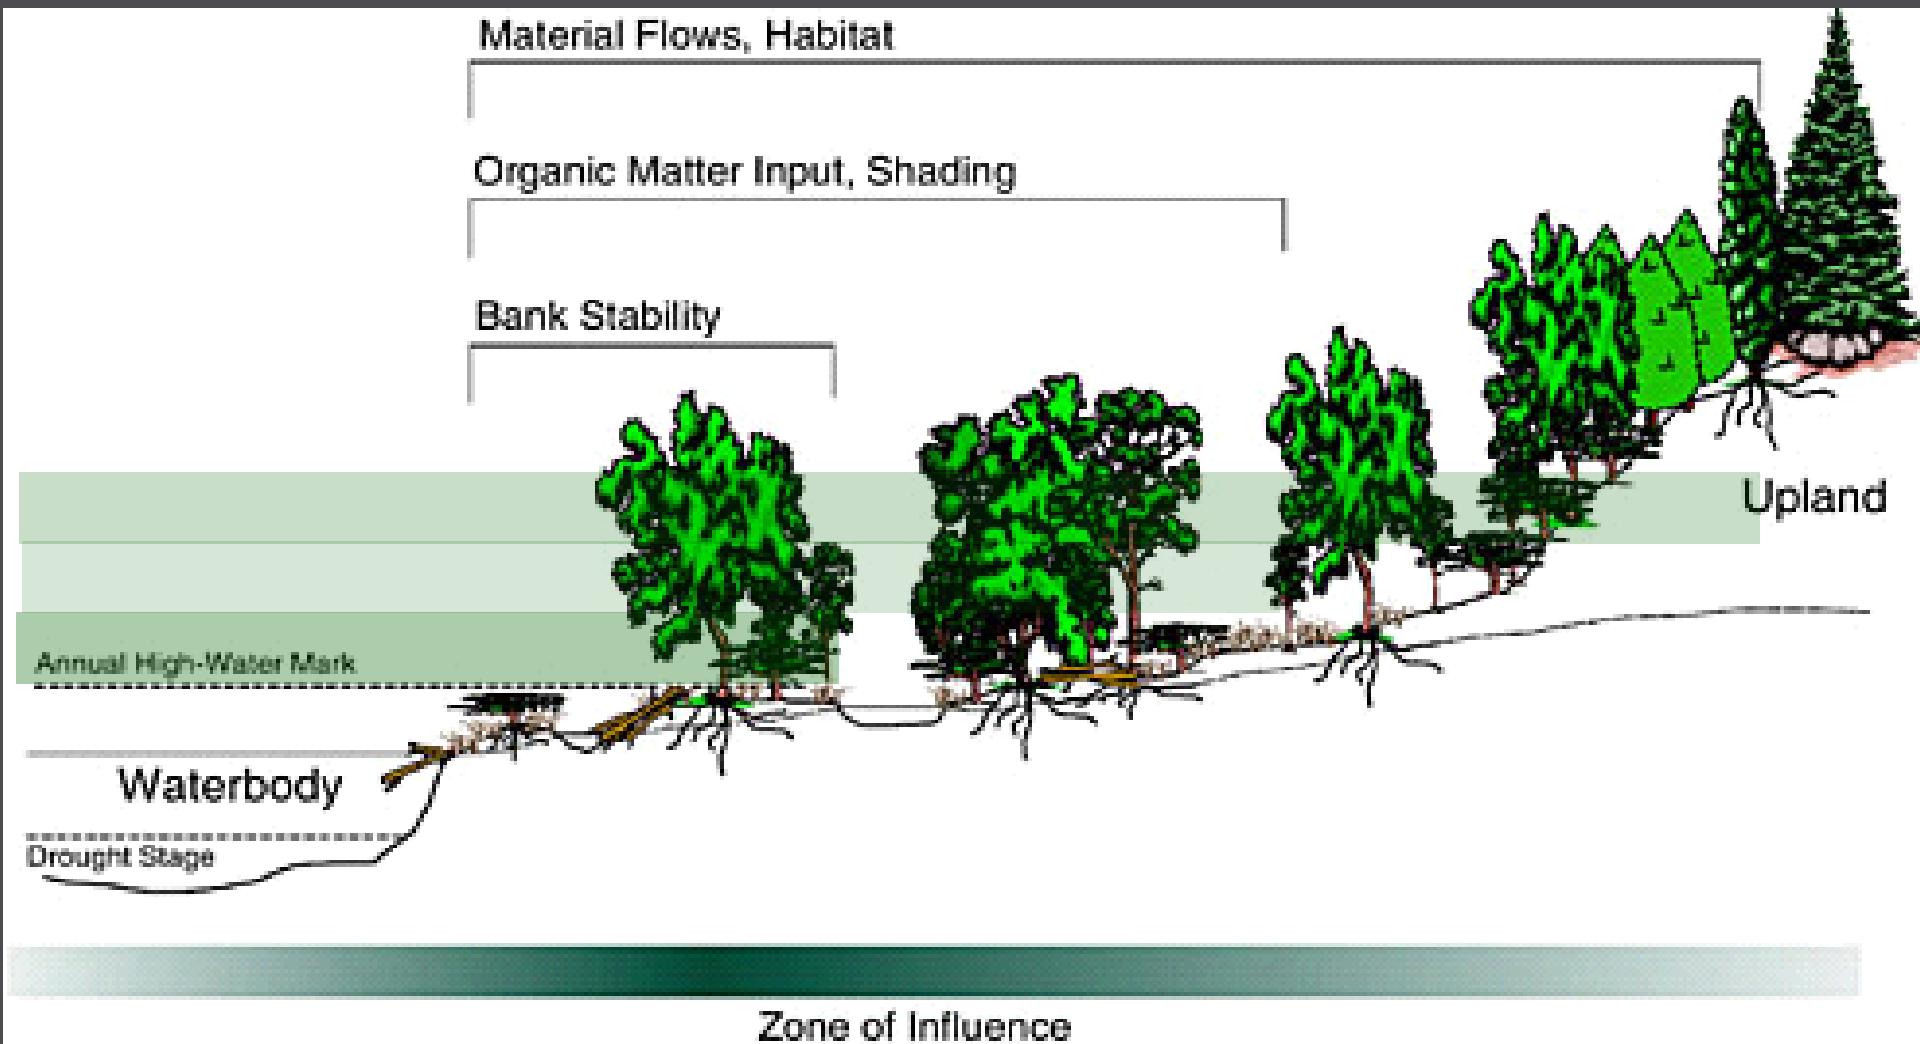 Material Flows, Habitat
Organic Matter Input, Shading
Bank Stability
Upland
Annual High-Water Mark
Waterbody
Drought Stage
Zone of Influence